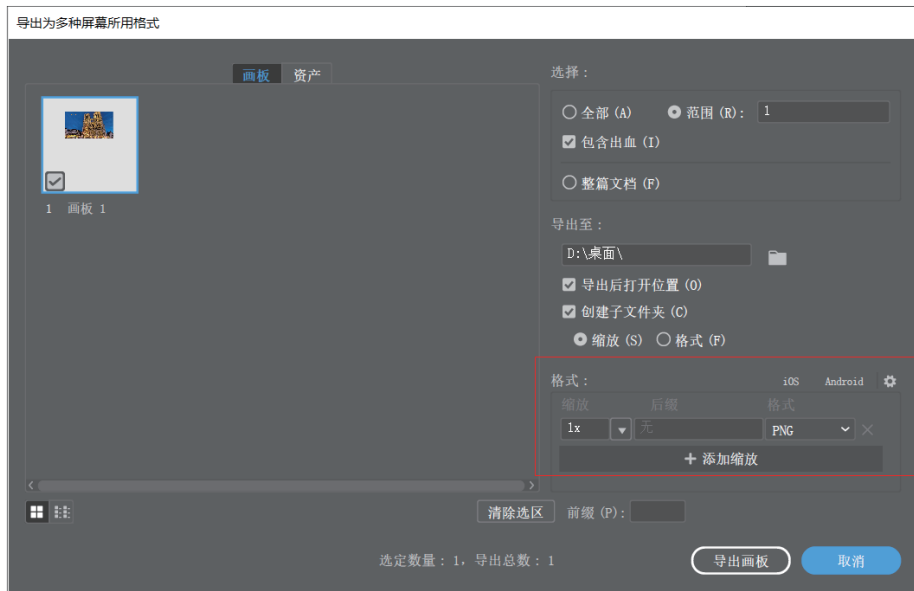 导出为多种屏幕所用格式
画板 资产
选择：
全部 (A) 范围 (R)： 1
包含出血 (I)
整篇文档 (F)
1 画板 1
导出至：
D:\桌面\
导出后打开位置 (O)
创建子文件夹 (C)
缩放 (S) 格式 (F)
格式： iOS Android
缩放 后缀 格式
1x 无 PNG
+ 添加缩放
清除选区 前缀 (P)：
选定数量：1，导出总数：1
导出画板 取消